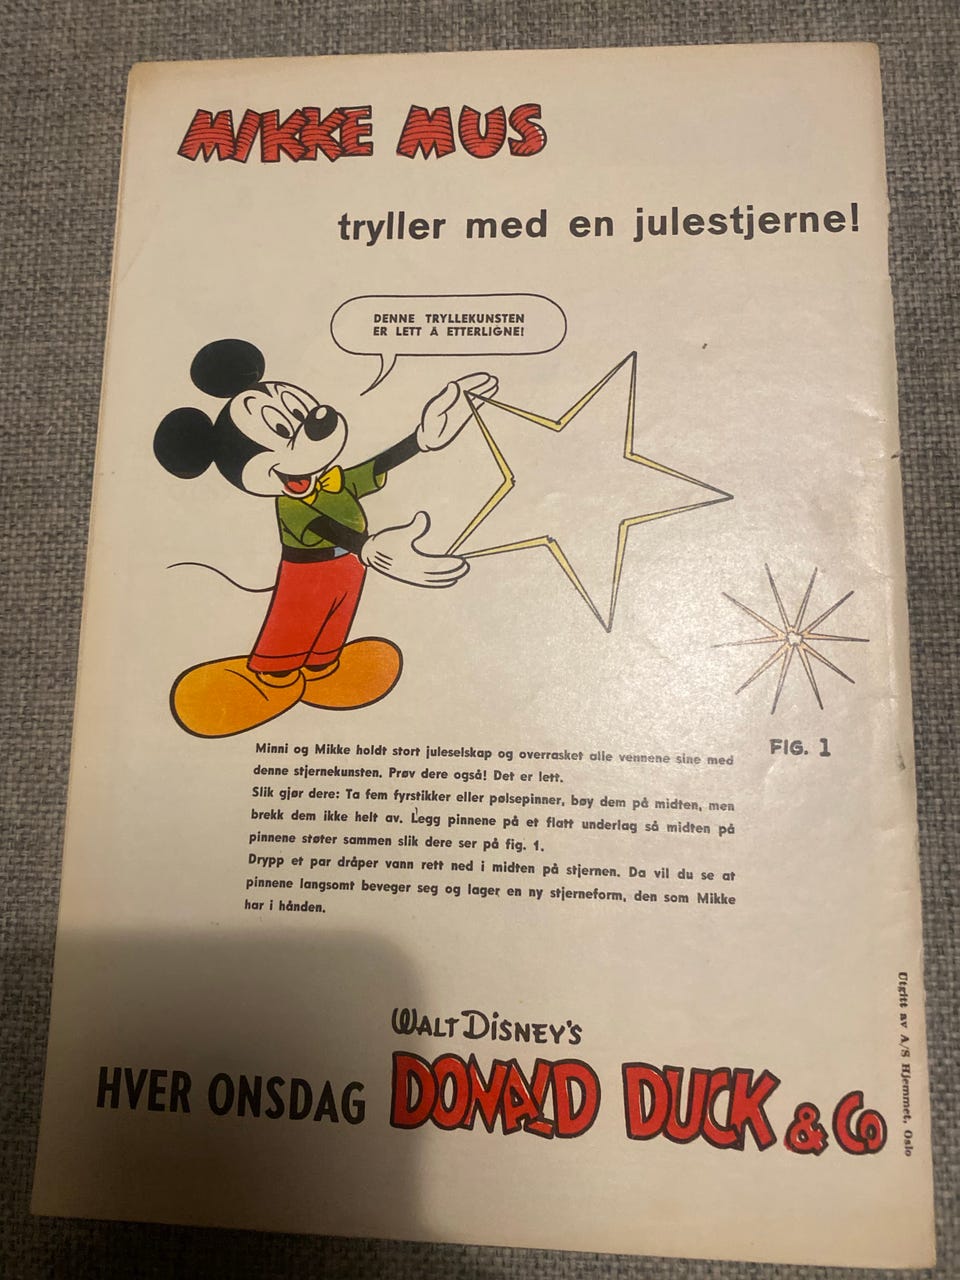 MIKKE MUS
tryller med en julestjerne!
DENNE TRYLLEKUNSTEN
ER LETT Å ETTERLIGNE!
FIG. 1
Minni og Mikke holdt stort juleselskap og overrasket alle vennene sine med
denne stjernekunsten. Prøv dere også! Det er lett.
Slik gjør dere: Ta fem fyrstikker eller pølsepinner, bøy dem på midten, men
brekk dem ikke helt av. Legg pinnene på et flatt underlag så midten på
pinnene støter sammen slik dere ser på fig. 1.
Drypp et par dråper vann rett ned i midten på stjernen. Da vil du se at
pinnene langsomt beveger seg og lager en ny stjerneform, den som Mikke
har i hånden.
WALT DISNEY'S
HVER ONSDAG DONALD DUCK & Co
Utgitt av A/S Hjemmet, Oslo